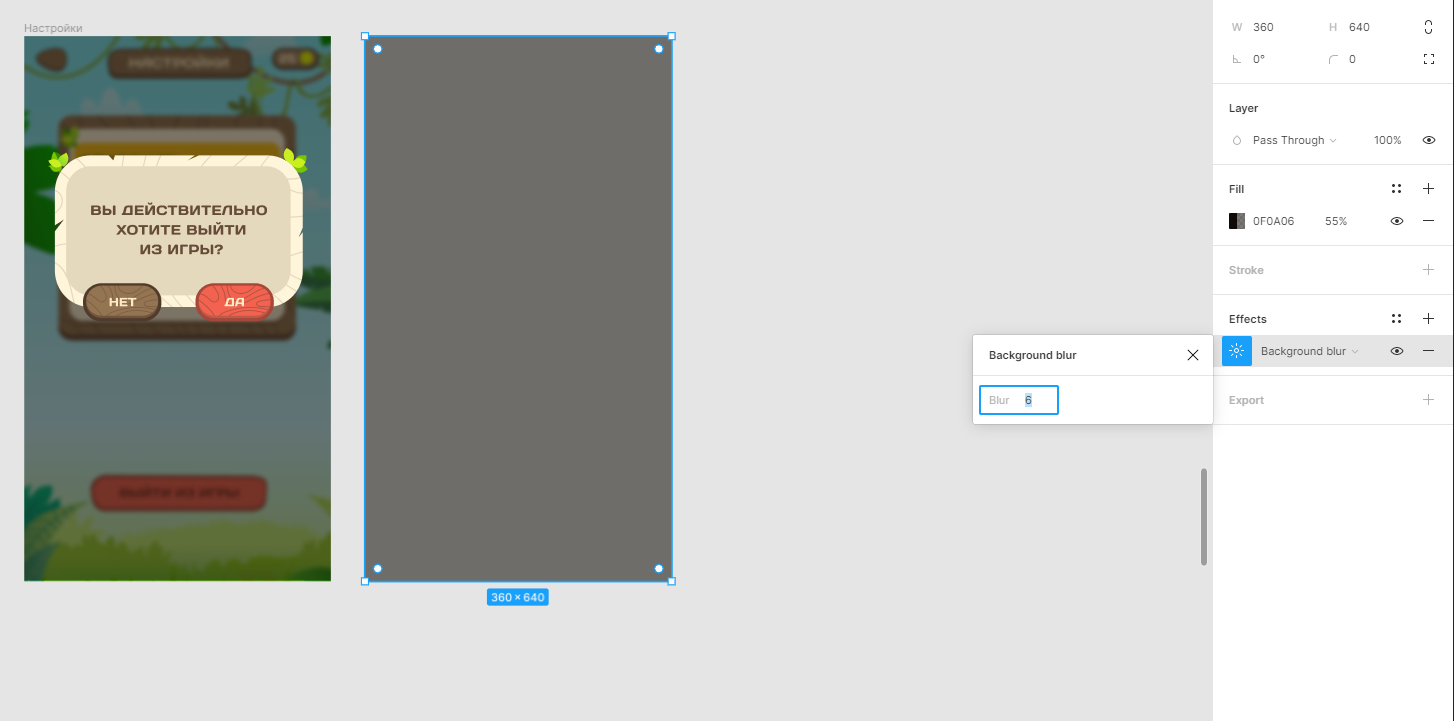 Настройки
НАСТРОЙКИ
ВЫ ДЕЙСТВИТЕЛЬНО
ХОТИТЕ ВЫЙТИ
ИЗ ИГРЫ?
НЕТ
ДА
ВЫЙТИ ИЗ ИГРЫ
360 × 640
W 360 H 640
0° 0
Layer
Pass Through 100%
Fill
0F0A06 55%
Stroke
Effects
Background blur
Export
Background blur
Blur 6